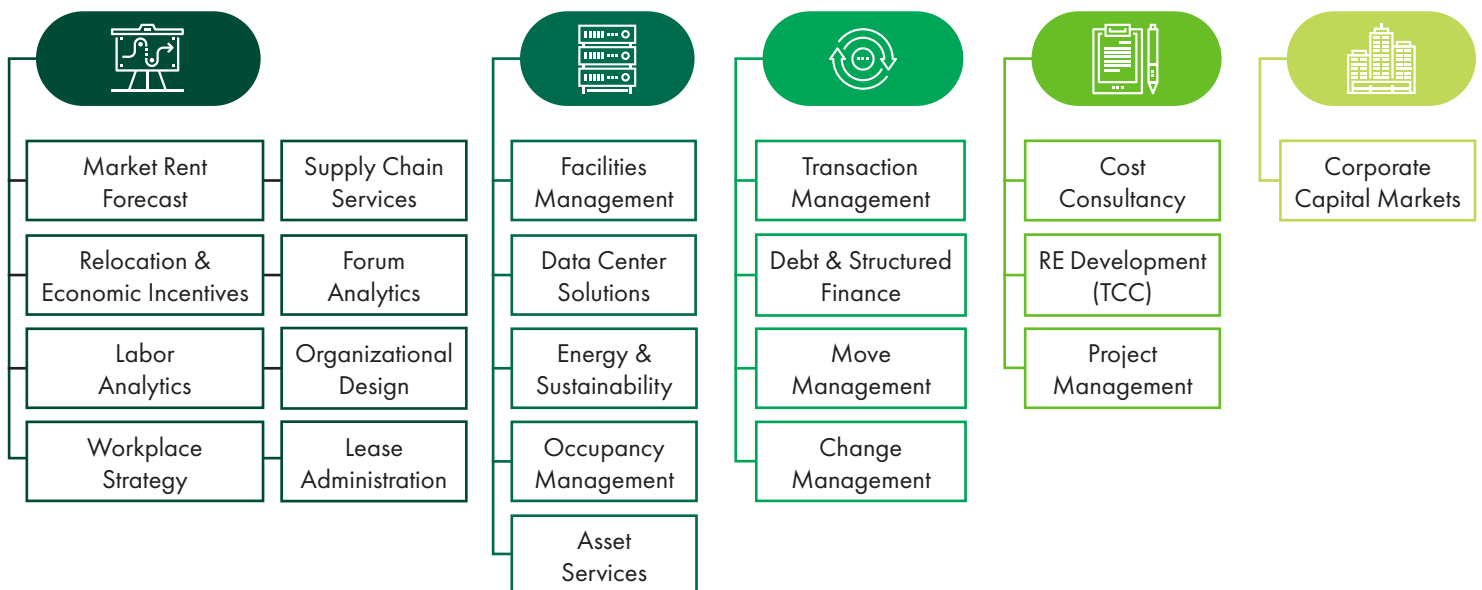 Market Rent
Forecast
Supply Chain
Services
Relocation &
Economic Incentives
Forum
Analytics
Labor
Analytics
Organizational
Design
Workplace
Strategy
Lease
Administration
Facilities
Management
Data Center
Solutions
Energy &
Sustainability
Occupancy
Management
Asset
Services
Transaction
Management
Debt & Structured
Finance
Move
Management
Change
Management
Cost
Consultancy
RE Development
(TCC)
Project
Management
Corporate
Capital Markets